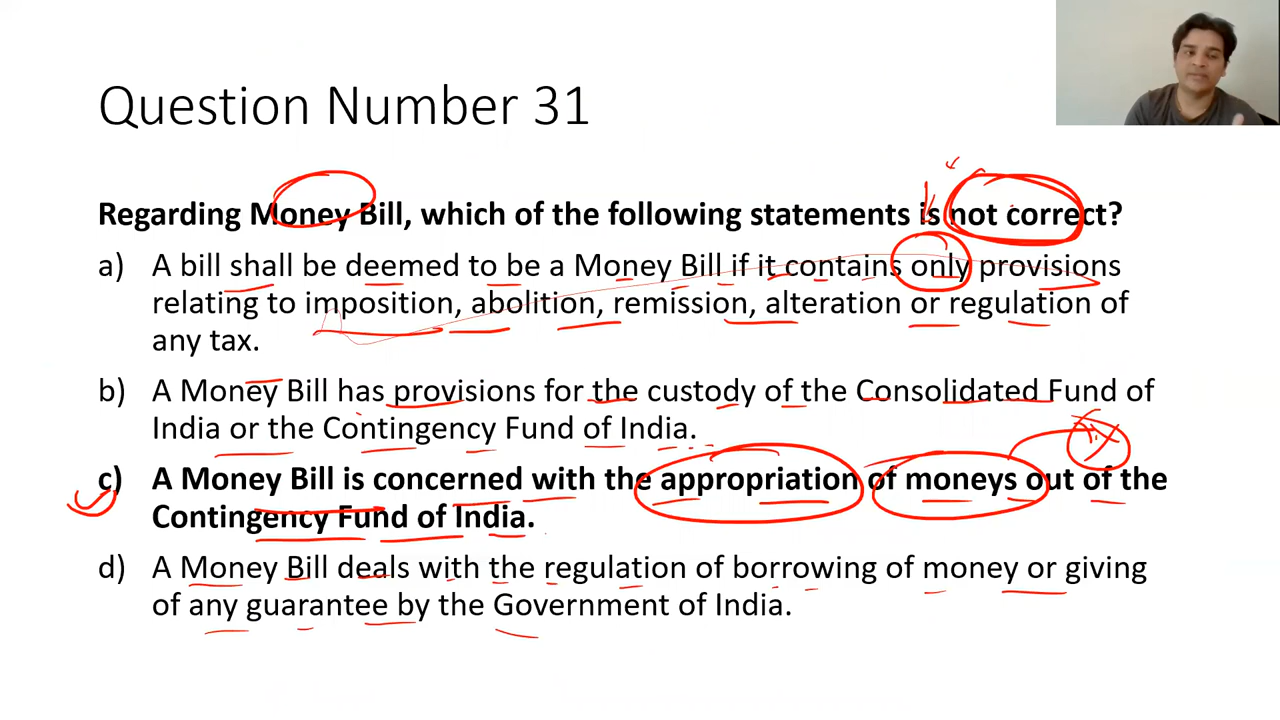 Question Number 31
Regarding Money Bill, which of the following statements is not correct?
a) A bill shall be deemed to be a Money Bill if it contains only provisions
relating to imposition, abolition, remission, alteration or regulation of
any tax.
b) A Money Bill has provisions for the custody of the Consolidated Fund of
India or the Contingency Fund of India.
c) A Money Bill is concerned with the appropriation of moneys out of the
Contingency Fund of India.
d) A Money Bill deals with the regulation of borrowing of money or giving
of any guarantee by the Government of India.